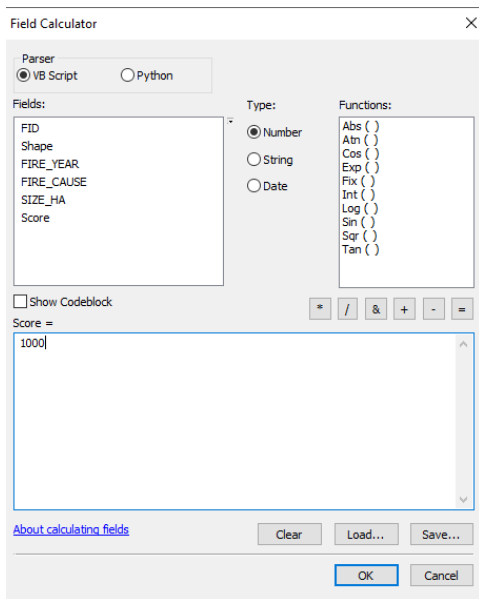 Field Calculator
Parser
VB Script Python
Fields: Type: Functions:
FID
Shape
FIRE_YEAR
FIRE_CAUSE
SIZE_HA
Score
Number
String
Date
Abs ( )
Atn ( )
Cos ( )
Exp ( )
Fix ( )
Int ( )
Log ( )
Sin ( )
Sqr ( )
Tan ( )
Show Codeblock
* / & + - =
Score =
1000
About calculating fields Clear Load... Save...
OK Cancel